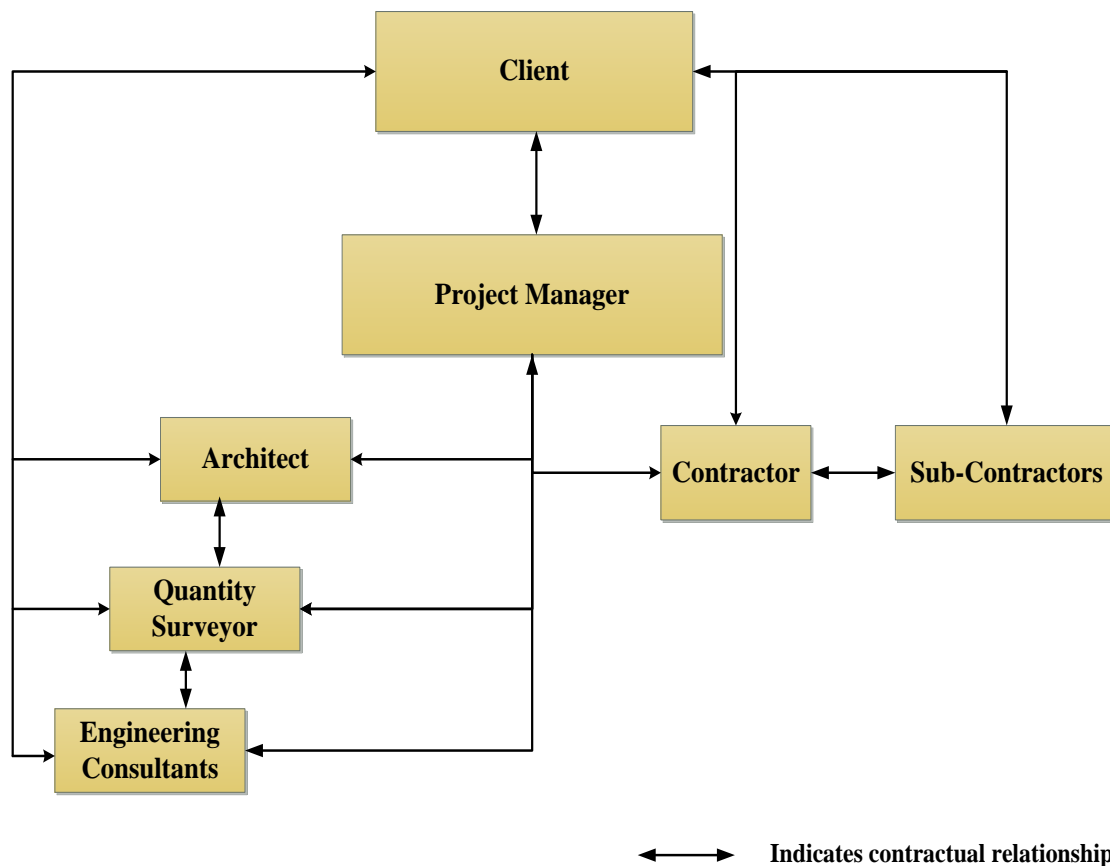 Client
Project Manager
Architect
Contractor
Sub-Contractors
Quantity
Surveyor
Engineering
Consultants
Indicates contractual relationship